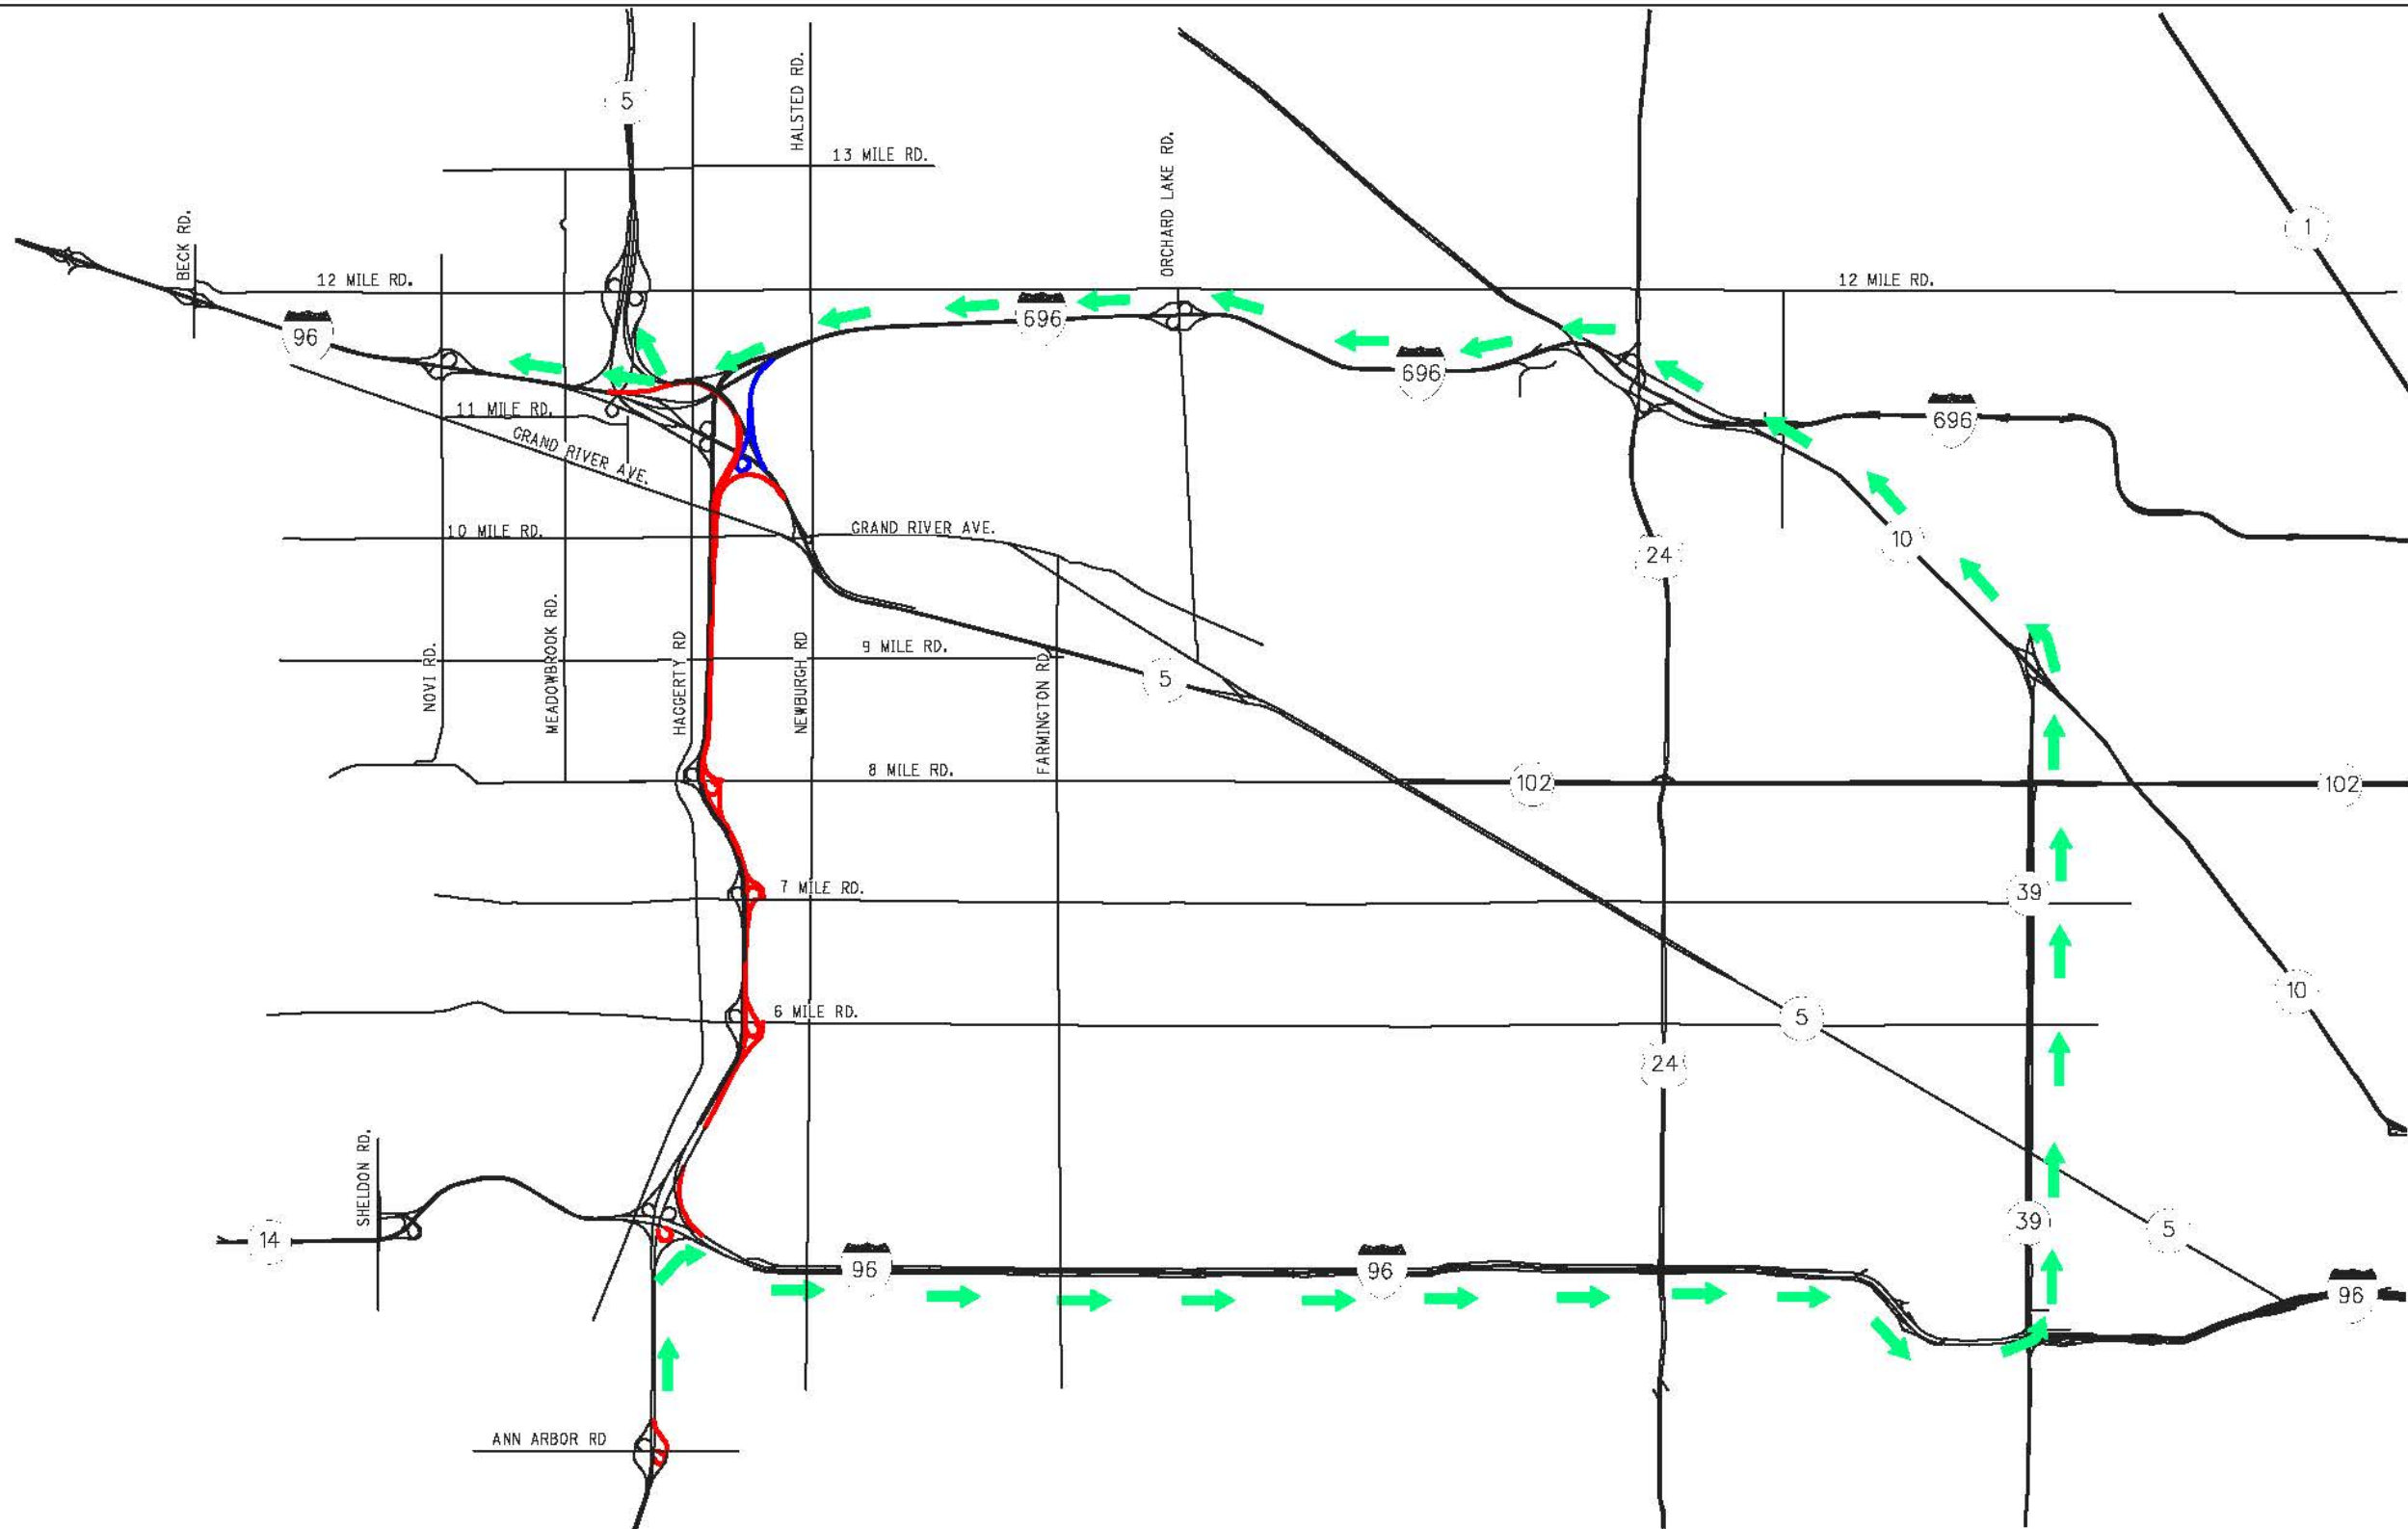 5
HALSTED RD.
13 MILE RD.
ORCHARD LAKE RD.
1
BECK RD.
12 MILE RD.
12 MILE RD.
96
696
696
696
11 MILE RD.
GRAND RIVER AVE.
10 MILE RD.
GRAND RIVER AVE.
10
24
NOVI RD.
MEADOWBROOK RD.
HAGGERTY RD
NEWBURGH RD
9 MILE RD.
FARMINGTON RD
5
8 MILE RD.
102
102
7 MILE RD.
39
6 MILE RD.
5
10
24
SHELDON RD.
14
39
5
96
96
96
ANN ARBOR RD